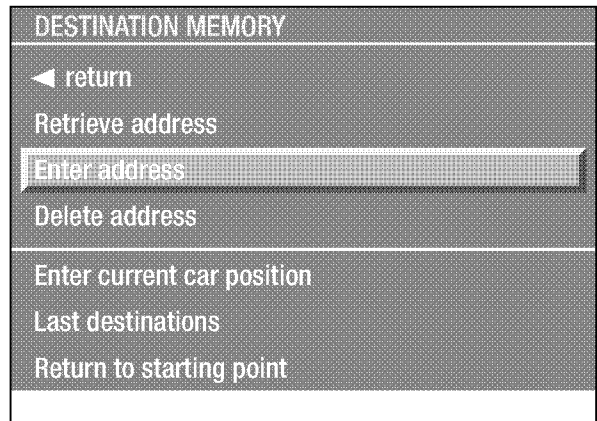 DESTINATION MEMORY
◄ return
Retrieve address
Enter address
Delete address
Enter current car position
Last destinations
Return to starting point